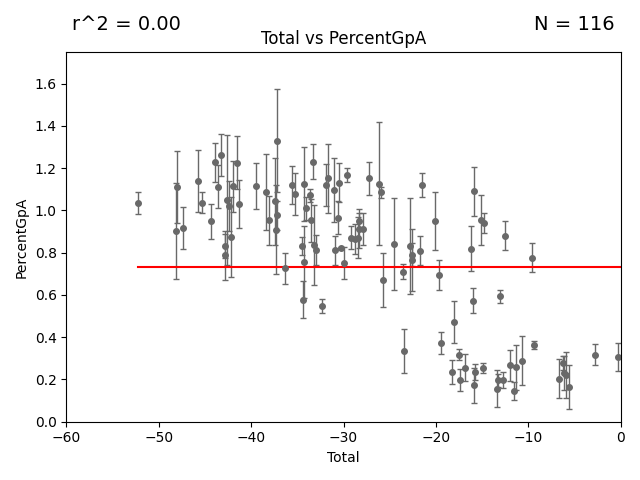 r^2 = 0.00
N = 116
Total vs PercentGpA
PercentGpA
1.6
1.4
1.2
1.0
0.8
0.6
0.4
0.2
0.0
−60 −50 −40 −30 −20 −10 0
Total